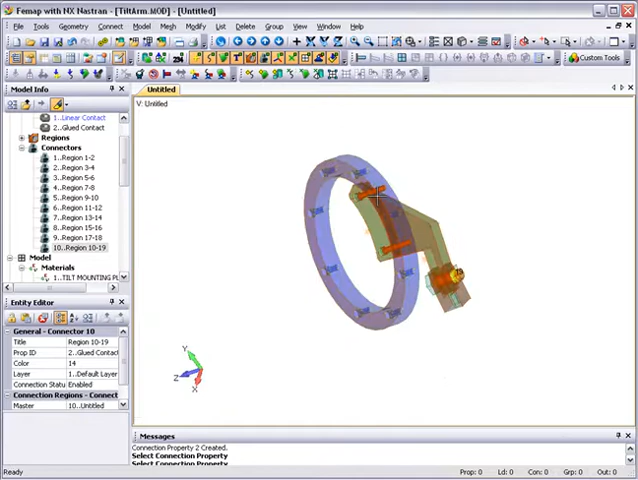 Femap with NX Nastran - [TiltArm.MOD] - [Untitled]
File Tools Geometry Connect Model Mesh Modify List Delete Group View Window Help
Custom Tools
Model Info
1..Linear Contact
2..Glued Contact
Regions
Connectors
1..Region 1-2
2..Region 3-4
3..Region 5-6
4..Region 7-8
5..Region 9-10
6..Region 11-12
7..Region 13-14
8..Region 15-16
9..Region 17-18
10..Region 10-19
Model
Materials
1..TILT MOUNTING PL
Entity Editor
General - Connector 10
Title Region 10-19
Prop ID 2..Glued Contact
Color 14
Layer 1..Default Layer
Connection Status Enabled
Connection Regions - Connect
Master 10..Untitled
Untitled
V: Untitled
Y
Z
X
Messages
Connection Property 2 Created.
Select Connection Property
Select Connection Property
Ready
Prop: 0 Ld: 0 Con: 0 Grp: 0 Out: 0